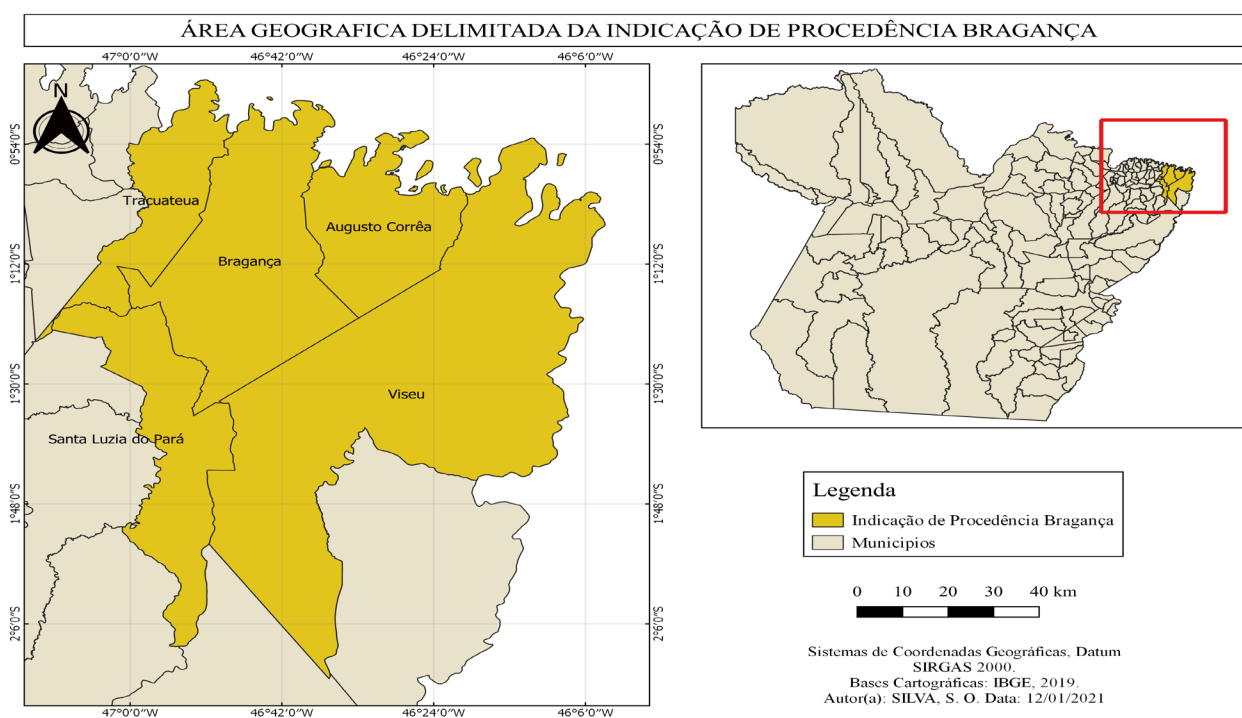 ÁREA GEOGRAFICA DELIMITADA DA INDICAÇÃO DE PROCEDÊNCIA BRAGANÇA
47°0'0"W 46°42'0"W 46°24'0"W 46°6'0"W
N
0°54'0"S 0°54'0"S
Tracuateua
Augusto Corrêa
Bragança
1°12'0"S 1°12'0"S
1°30'0"S 1°30'0"S
Viseu
Santa Luzia do Pará
1°48'0"S 1°48'0"S
2°6'0"S 2°6'0"S
47°0'0"W 46°42'0"W 46°24'0"W 46°6'0"W
Legenda
Indicação de Procedência Bragança
Municipios
0 10 20 30 40 km
Sistemas de Coordenadas Geográficas, Datum
SIRGAS 2000.
Bases Cartográficas: IBGE, 2019.
Autor(a): SILVA, S. O. Data: 12/01/2021